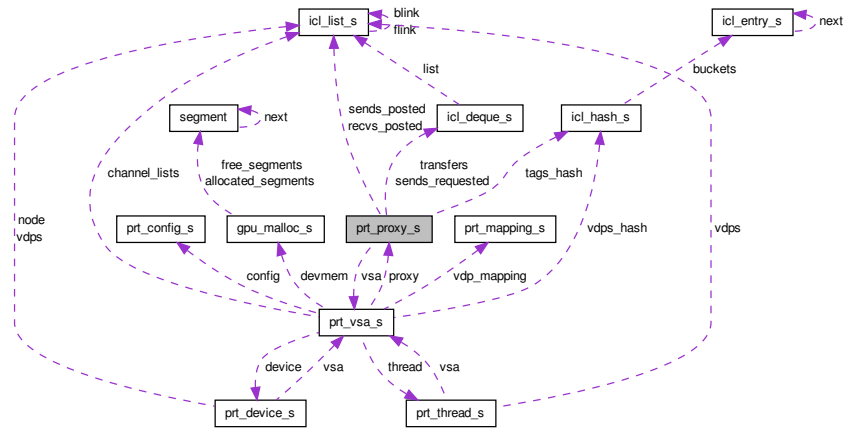 icl_list_s
blink
flink
icl_entry_s
next
buckets
list
segment
next
sends_posted
recvs_posted
icl_deque_s
icl_hash_s
channel_lists
free_segments
allocated_segments
transfers
sends_requested
tags_hash
node
vdps
prt_config_s
gpu_malloc_s
prt_proxy_s
prt_mapping_s
vdps_hash
vdps
config
devmem
vsa
proxy
vdp_mapping
prt_vsa_s
device
vsa
thread
vsa
prt_device_s
prt_thread_s